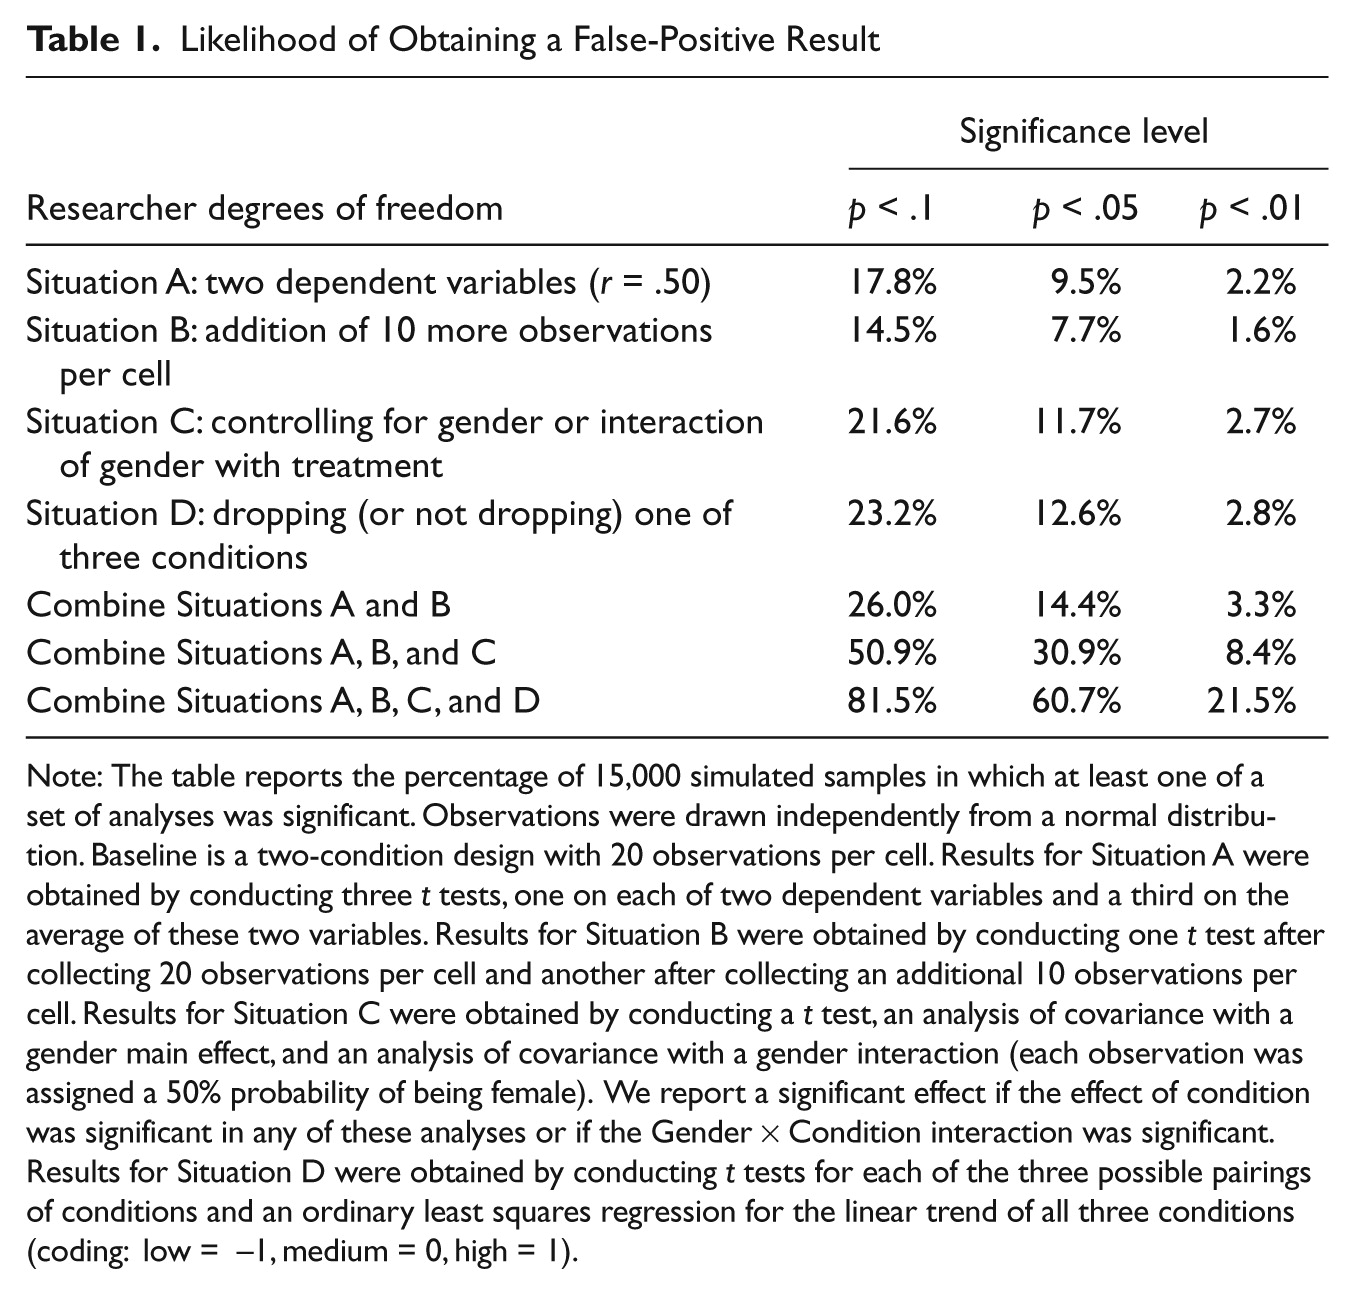 Table 1. Likelihood of Obtaining a False-Positive Result
Significance level
Researcher degrees of freedom p < .1 p < .05 p < .01
Situation A: two dependent variables (r = .50) 17.8% 9.5% 2.2%
Situation B: addition of 10 more observations 14.5% 7.7% 1.6%
per cell
Situation C: controlling for gender or interaction 21.6% 11.7% 2.7%
of gender with treatment
Situation D: dropping (or not dropping) one of 23.2% 12.6% 2.8%
three conditions
Combine Situations A and B 26.0% 14.4% 3.3%
Combine Situations A, B, and C 50.9% 30.9% 8.4%
Combine Situations A, B, C, and D 81.5% 60.7% 21.5%
Note: The table reports the percentage of 15,000 simulated samples in which at least one of a
set of analyses was significant. Observations were drawn independently from a normal distribu-
tion. Baseline is a two-condition design with 20 observations per cell. Results for Situation A were
obtained by conducting three t tests, one on each of two dependent variables and a third on the
average of these two variables. Results for Situation B were obtained by conducting one t test after
collecting 20 observations per cell and another after collecting an additional 10 observations per
cell. Results for Situation C were obtained by conducting a t test, an analysis of covariance with a
gender main effect, and an analysis of covariance with a gender interaction (each observation was
assigned a 50% probability of being female). We report a significant effect if the effect of condition
was significant in any of these analyses or if the Gender × Condition interaction was significant.
Results for Situation D were obtained by conducting t tests for each of the three possible pairings
of conditions and an ordinary least squares regression for the linear trend of all three conditions
(coding: low = –1, medium = 0, high = 1).